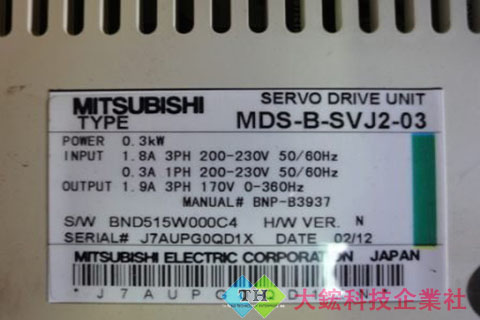 MITSUBISHI SERVO DRIVE UNIT
TYPE MDS-B-SVJ2-03
POWER 0.3kW
INPUT 1.8A 3PH 200-230V 50/60Hz
0.3A 1PH 200-230V 50/60Hz
OUTPUT 1.9A 3PH 170V 0-360Hz
MANUAL# BNP-B3937
S/W BND515W000C4 H/W VER. N
SERIAL# J7AUPG0QD1X DATE 02/12
MITSUBISHI ELECTRIC CORPORATION JAPAN
*J7AUPG QD1
TH
大鋐科技企業社